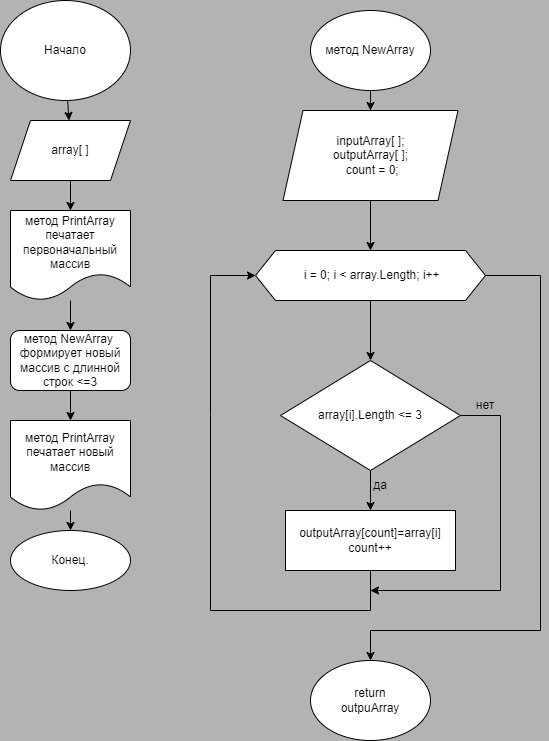 Начало
array[ ]
метод PrintArray
печатает
первоначальный
массив
метод NewArray
формирует новый
массив с длинной
строк <=3
метод PrintArray
печатает новый
массив
Конец.
метод NewArray
inputArray[ ];
outputArray[ ];
count = 0;
i = 0; i < array.Length; i++
array[i].Length <= 3
нет
да
outputArray[count]=array[i]
count++
return
outpuArray